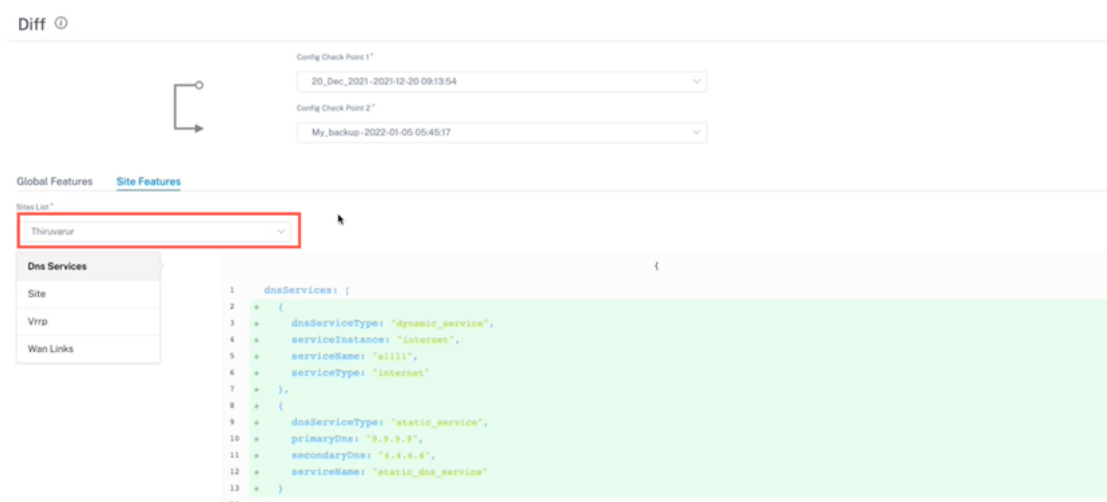 Diff
Config Check Point 1*
20_Dec_2021-2021-12-20 09:13:54
Config Check Point 2*
My_backup-2022-01-05 05:45:17
Global Features Site Features
Sites List*
Thiruvarur
Dns Services
Site
Vrrp
Wan Links
{
1 dnsServices: [
2 + {
3 + dnsServiceType: "dynamic_service",
4 + serviceInstance: "internet",
5 + serviceName: "al111",
6 + serviceType: "internet"
7 + },
8 + {
9 + dnsServiceType: "static_service",
10 + primaryDns: "9.9.9.9",
11 + secondaryDns: "4.4.4.4",
12 + serviceName: "static_dns_service"
13 + }